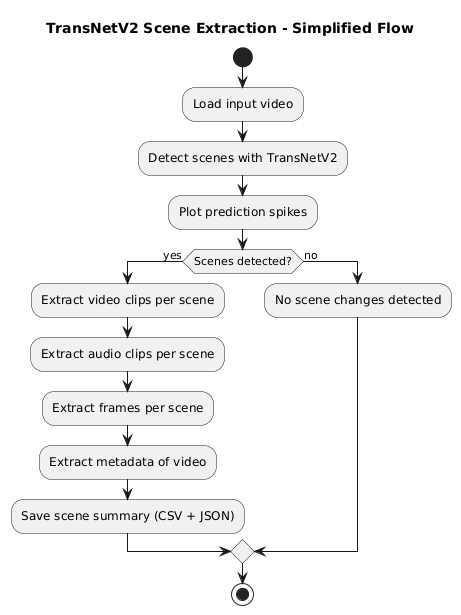 TransNetV2 Scene Extraction - Simplified Flow
Load input video
Detect scenes with TransNetV2
Plot prediction spikes
Scenes detected?
yes
no
Extract video clips per scene
No scene changes detected
Extract audio clips per scene
Extract frames per scene
Extract metadata of video
Save scene summary (CSV + JSON)